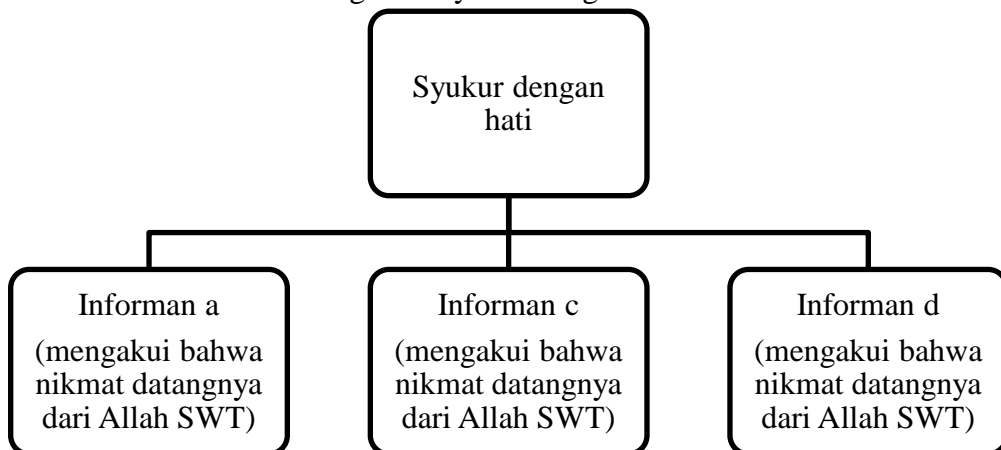 Syukur dengan
hati
Informan a
(mengakui bahwa
nikmat datangnya
dari Allah SWT)
Informan c
(mengakui bahwa
nikmat datangnya
dari Allah SWT)
Informan d
(mengakui bahwa
nikmat datangnya
dari Allah SWT)